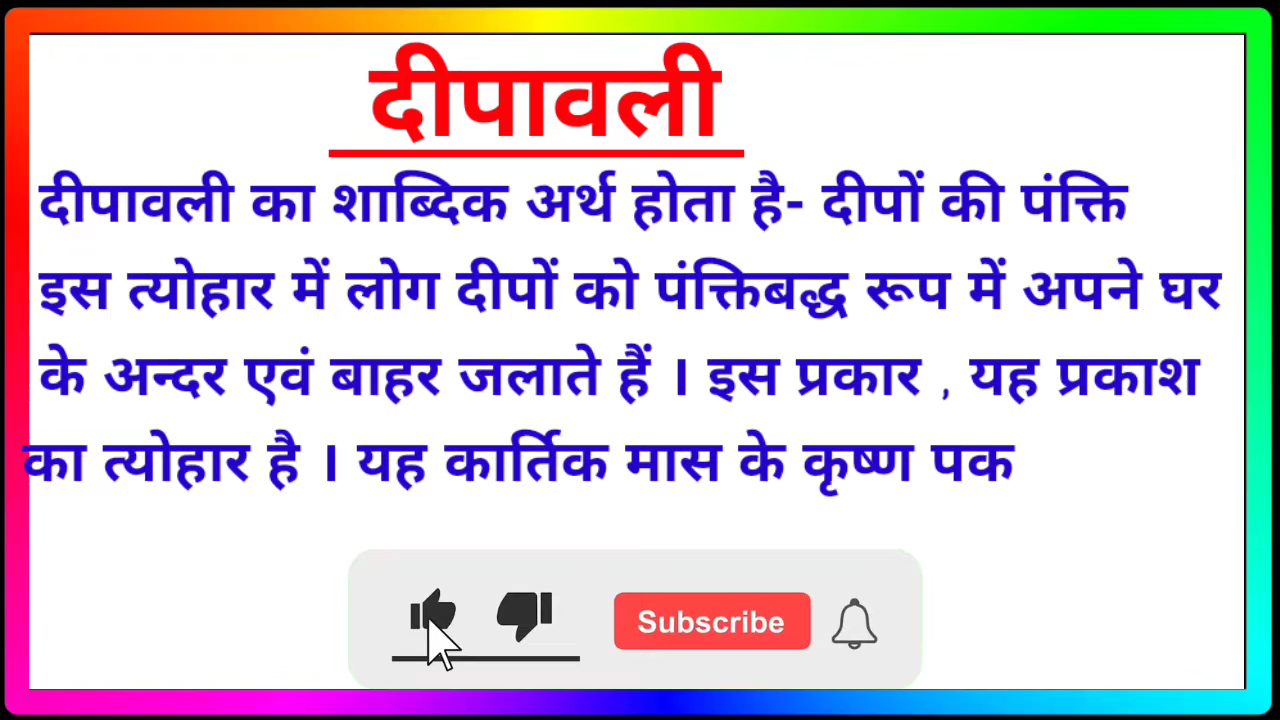 दीपावली
दीपावली का शाब्दिक अर्थ होता है- दीपों की पंक्ति
इस त्योहार में लोग दीपों को पंक्तिबद्ध रूप में अपने घर
के अन्दर एवं बाहर जलाते हैं । इस प्रकार , यह प्रकाश
का त्योहार है । यह कार्तिक मास के कृष्ण पक
Subscribe